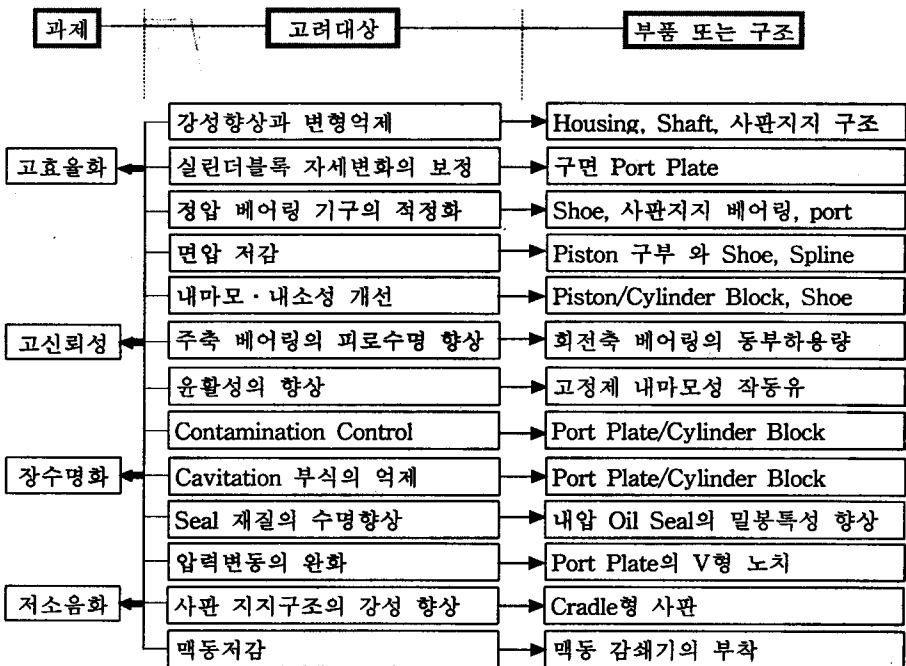 과제 고려대상 부품 또는 구조
강성향상과 변형억제 Housing, Shaft, 사판지지 구조
고효율화 실린더블록 자세변화의 보정 구면 Port Plate
정압 베어링 기구의 적정화 Shoe, 사판지지 베어링, port
면압 저감 Piston 구부 와 Shoe, Spline
내마모·내소성 개선 Piston/Cylinder Block, Shoe
고신뢰성 주축 베어링의 피로수명 향상 회전축 베어링의 동부하용량
윤활성의 향상 고정제 내마모성 작동유
Contamination Control Port Plate/Cylinder Block
장수명화 Cavitation 부식의 억제 Port Plate/Cylinder Block
Seal 재질의 수명향상 내압 Oil Seal의 밀봉특성 향상
압력변동의 완화 Port Plate의 V형 노치
저소음화 사판 지지구조의 강성 향상 Cradle형 사판
맥동저감 맥동 감쇄기의 부착